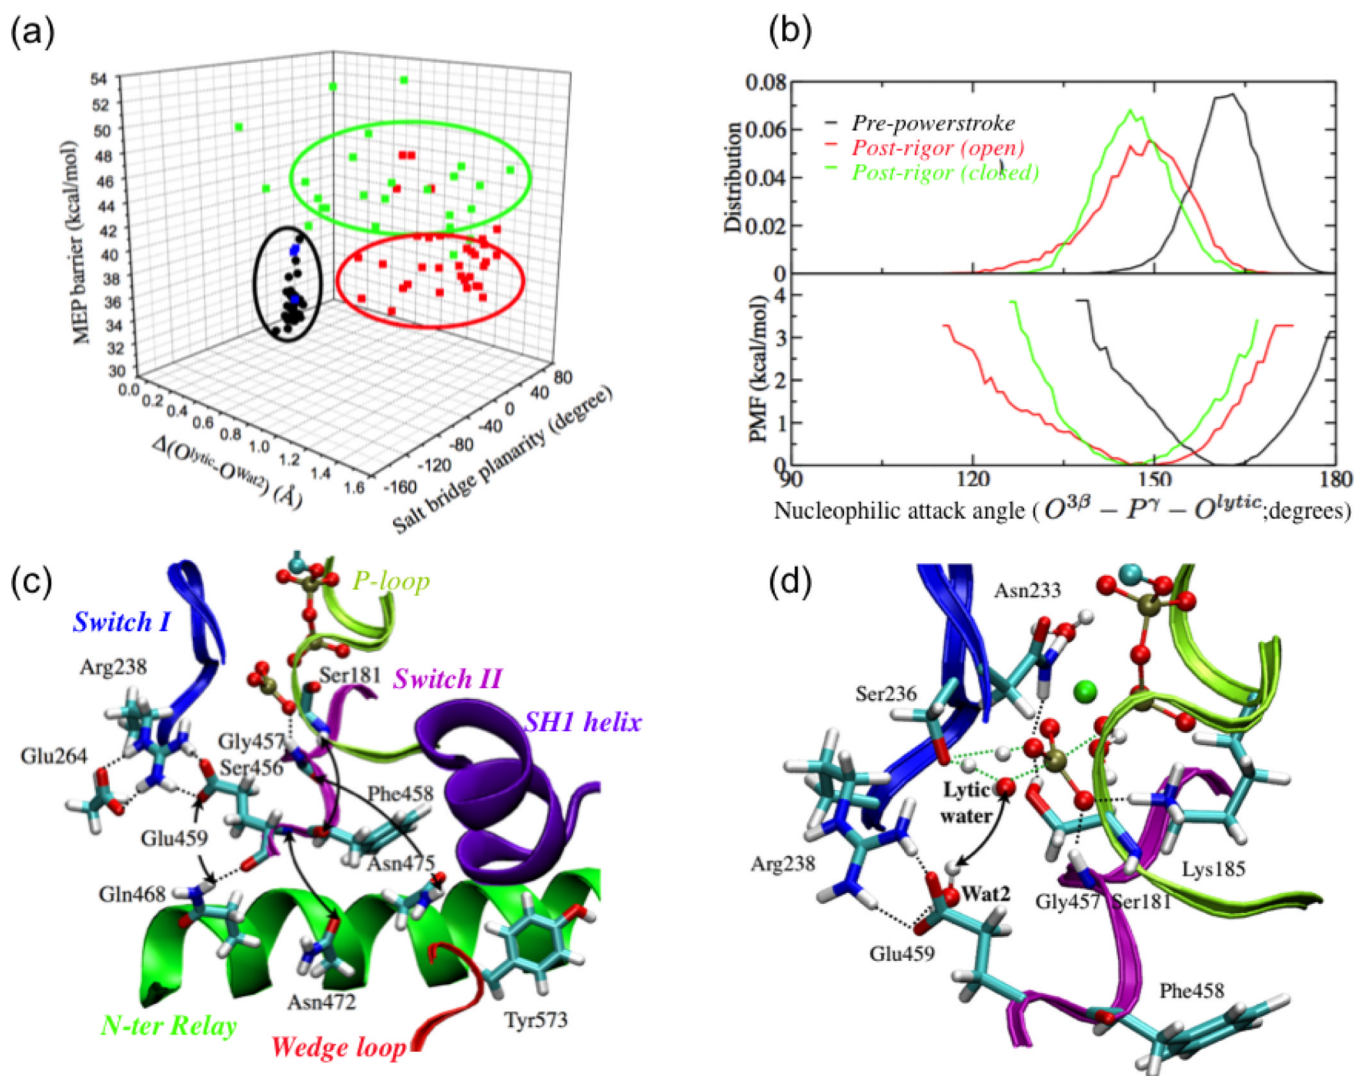 (a)
MEP barrier (kcal/mol)
54
52
50
48
46
44
42
40
38
36
34
32
30
0.0
0.2
0.4
0.6
0.8
1.0
1.2
1.4
1.6
Δ(O^lytic-O^Wat2) (Å)
-160
-120
-80
-40
0
40
80
Salt bridge planarity (degree)
(b)
Distribution
0.08
0.06
0.04
0.02
0
Pre-powerstroke
Post-rigor (open)
Post-rigor (closed)
PMF (kcal/mol)
4
3
2
1
0
90
120
150
180
Nucleophilic attack angle ( O^3β − P^γ − O^lytic ;degrees)
(c)
P-loop
Switch I
Arg238
Ser181
Switch II
SH1 helix
Glu264
Gly457
Ser456
Phe458
Glu459
Asn475
Gln468
Asn472
Tyr573
N-ter Relay
Wedge loop
(d)
Asn233
Ser236
Lytic
water
Arg238
Wat2
Lys185
Gly457 Ser181
Glu459
Phe458